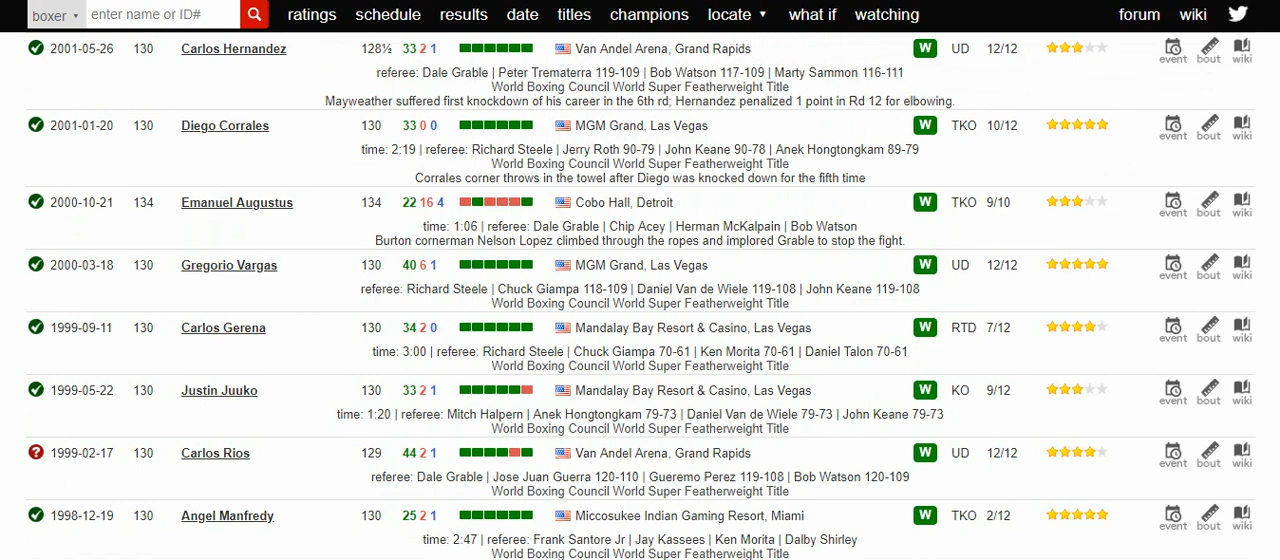 boxer enter name or ID# ratings schedule results date titles champions locate what if watching forum wiki
2001-05-26 130 Carlos Hernandez 128½ 33 2 1 Van Andel Arena, Grand Rapids W UD 12/12 event bout wiki
referee: Dale Grable | Peter Trematerra 119-109 | Bob Watson 117-109 | Marty Sammon 116-111
World Boxing Council World Super Featherweight Title
Mayweather suffered first knockdown of his career in the 6th rd; Hernandez penalized 1 point in Rd 12 for elbowing.
2001-01-20 130 Diego Corrales 130 33 0 0 MGM Grand, Las Vegas W TKO 10/12 event bout wiki
time: 2:19 | referee: Richard Steele | Jerry Roth 90-79 | John Keane 90-78 | Anek Hongtongkam 89-79
World Boxing Council World Super Featherweight Title
Corrales corner throws in the towel after Diego was knocked down for the fifth time
2000-10-21 134 Emanuel Augustus 134 22 16 4 Cobo Hall, Detroit W TKO 9/10 event bout wiki
time: 1:06 | referee: Dale Grable | Chip Acey | Herman McKalpain | Bob Watson
Burton cornerman Nelson Lopez climbed through the ropes and implored Grable to stop the fight.
2000-03-18 130 Gregorio Vargas 130 40 6 1 MGM Grand, Las Vegas W UD 12/12 event bout wiki
referee: Richard Steele | Chuck Giampa 118-109 | Daniel Van de Wiele 119-108 | John Keane 119-108
World Boxing Council World Super Featherweight Title
1999-09-11 130 Carlos Gerena 130 34 2 0 Mandalay Bay Resort & Casino, Las Vegas W RTD 7/12 event bout wiki
time: 3:00 | referee: Richard Steele | Chuck Giampa 70-61 | Ken Morita 70-61 | Daniel Talon 70-61
World Boxing Council World Super Featherweight Title
1999-05-22 130 Justin Juuko 130 33 2 1 Mandalay Bay Resort & Casino, Las Vegas W KO 9/12 event bout wiki
time: 1:20 | referee: Mitch Halpern | Anek Hongtongkam 79-73 | Daniel Van de Wiele 79-73 | John Keane 79-73
World Boxing Council World Super Featherweight Title
1999-02-17 130 Carlos Rios 129 44 2 1 Van Andel Arena, Grand Rapids W UD 12/12 event bout wiki
referee: Dale Grable | Jose Juan Guerra 120-110 | Gueremo Perez 119-108 | Bob Watson 120-109
World Boxing Council World Super Featherweight Title
1998-12-19 130 Angel Manfredy 130 25 2 1 Miccosukee Indian Gaming Resort, Miami W TKO 2/12 event bout wiki
time: 2:47 | referee: Frank Santore Jr | Jay Kassees | Ken Morita | Dalby Shirley
World Boxing Council World Super Featherweight Title